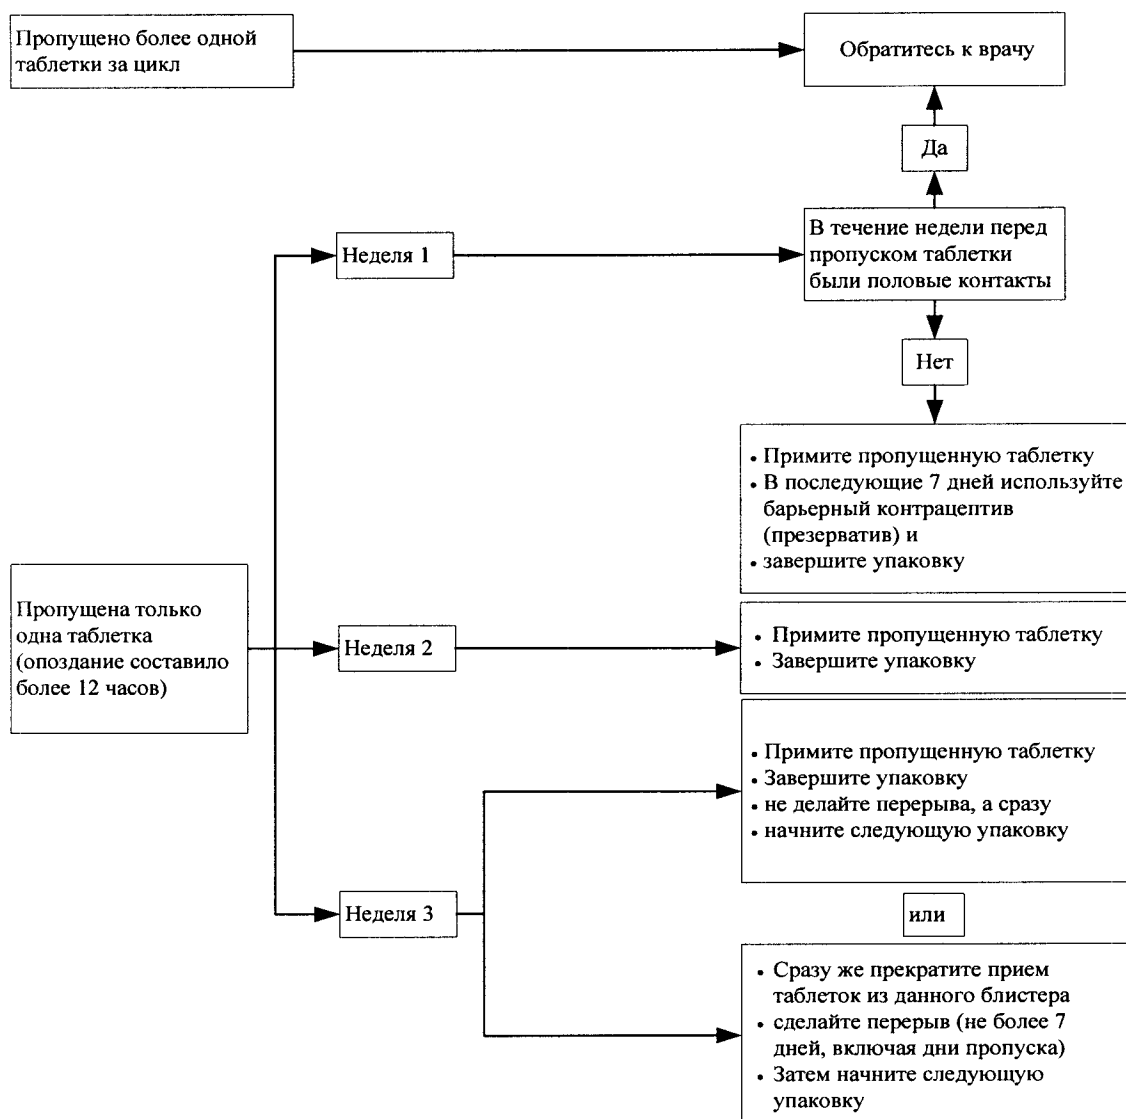 Пропущено более одной
таблетки за цикл
Обратитесь к врачу
Да
В течение недели перед
пропуском таблетки
были половые контакты
Неделя 1
Нет
• Примите пропущенную таблетку
• В последующие 7 дней используйте
барьерный контрацептив
(презерватив) и
• завершите упаковку
Пропущена только
одна таблетка
(опоздание составило
более 12 часов)
Неделя 2
• Примите пропущенную таблетку
• Завершите упаковку
• Примите пропущенную таблетку
• Завершите упаковку
• не делайте перерыва, а сразу
• начните следующую упаковку
Неделя 3
или
• Сразу же прекратите прием
таблеток из данного блистера
• сделайте перерыв (не более 7
дней, включая дни пропуска)
• Затем начните следующую
упаковку